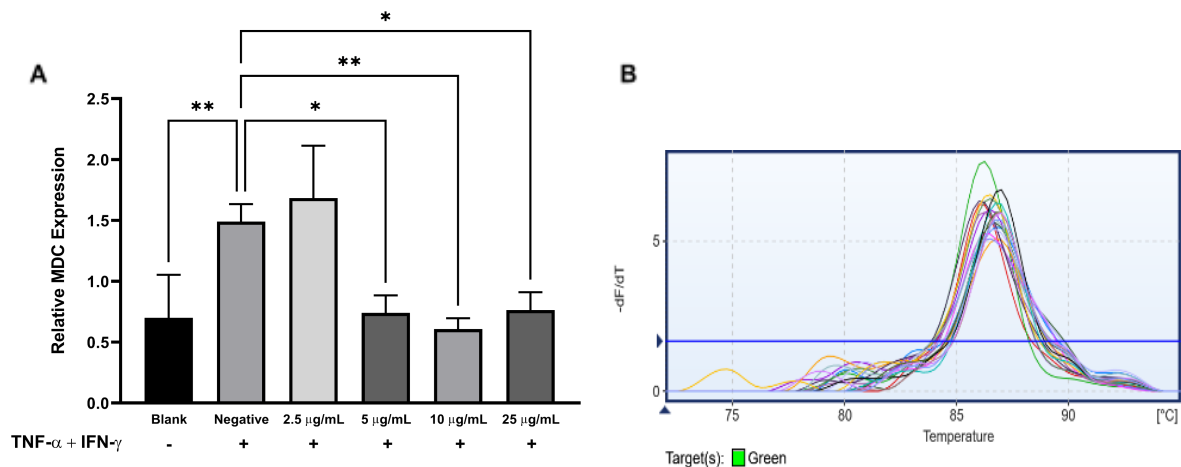 A
B
*
**
**
*
2.5
2.0
1.5
1.0
0.5
0.0
Relative MDC Expression
Blank Negative 2.5 μg/mL 5 μg/mL 10 μg/mL 25 μg/mL
TNF-α + IFN-γ - + + + + +
5
0
-dF/dT
75 80 85 90 [°C]
Temperature
Target(s): Green